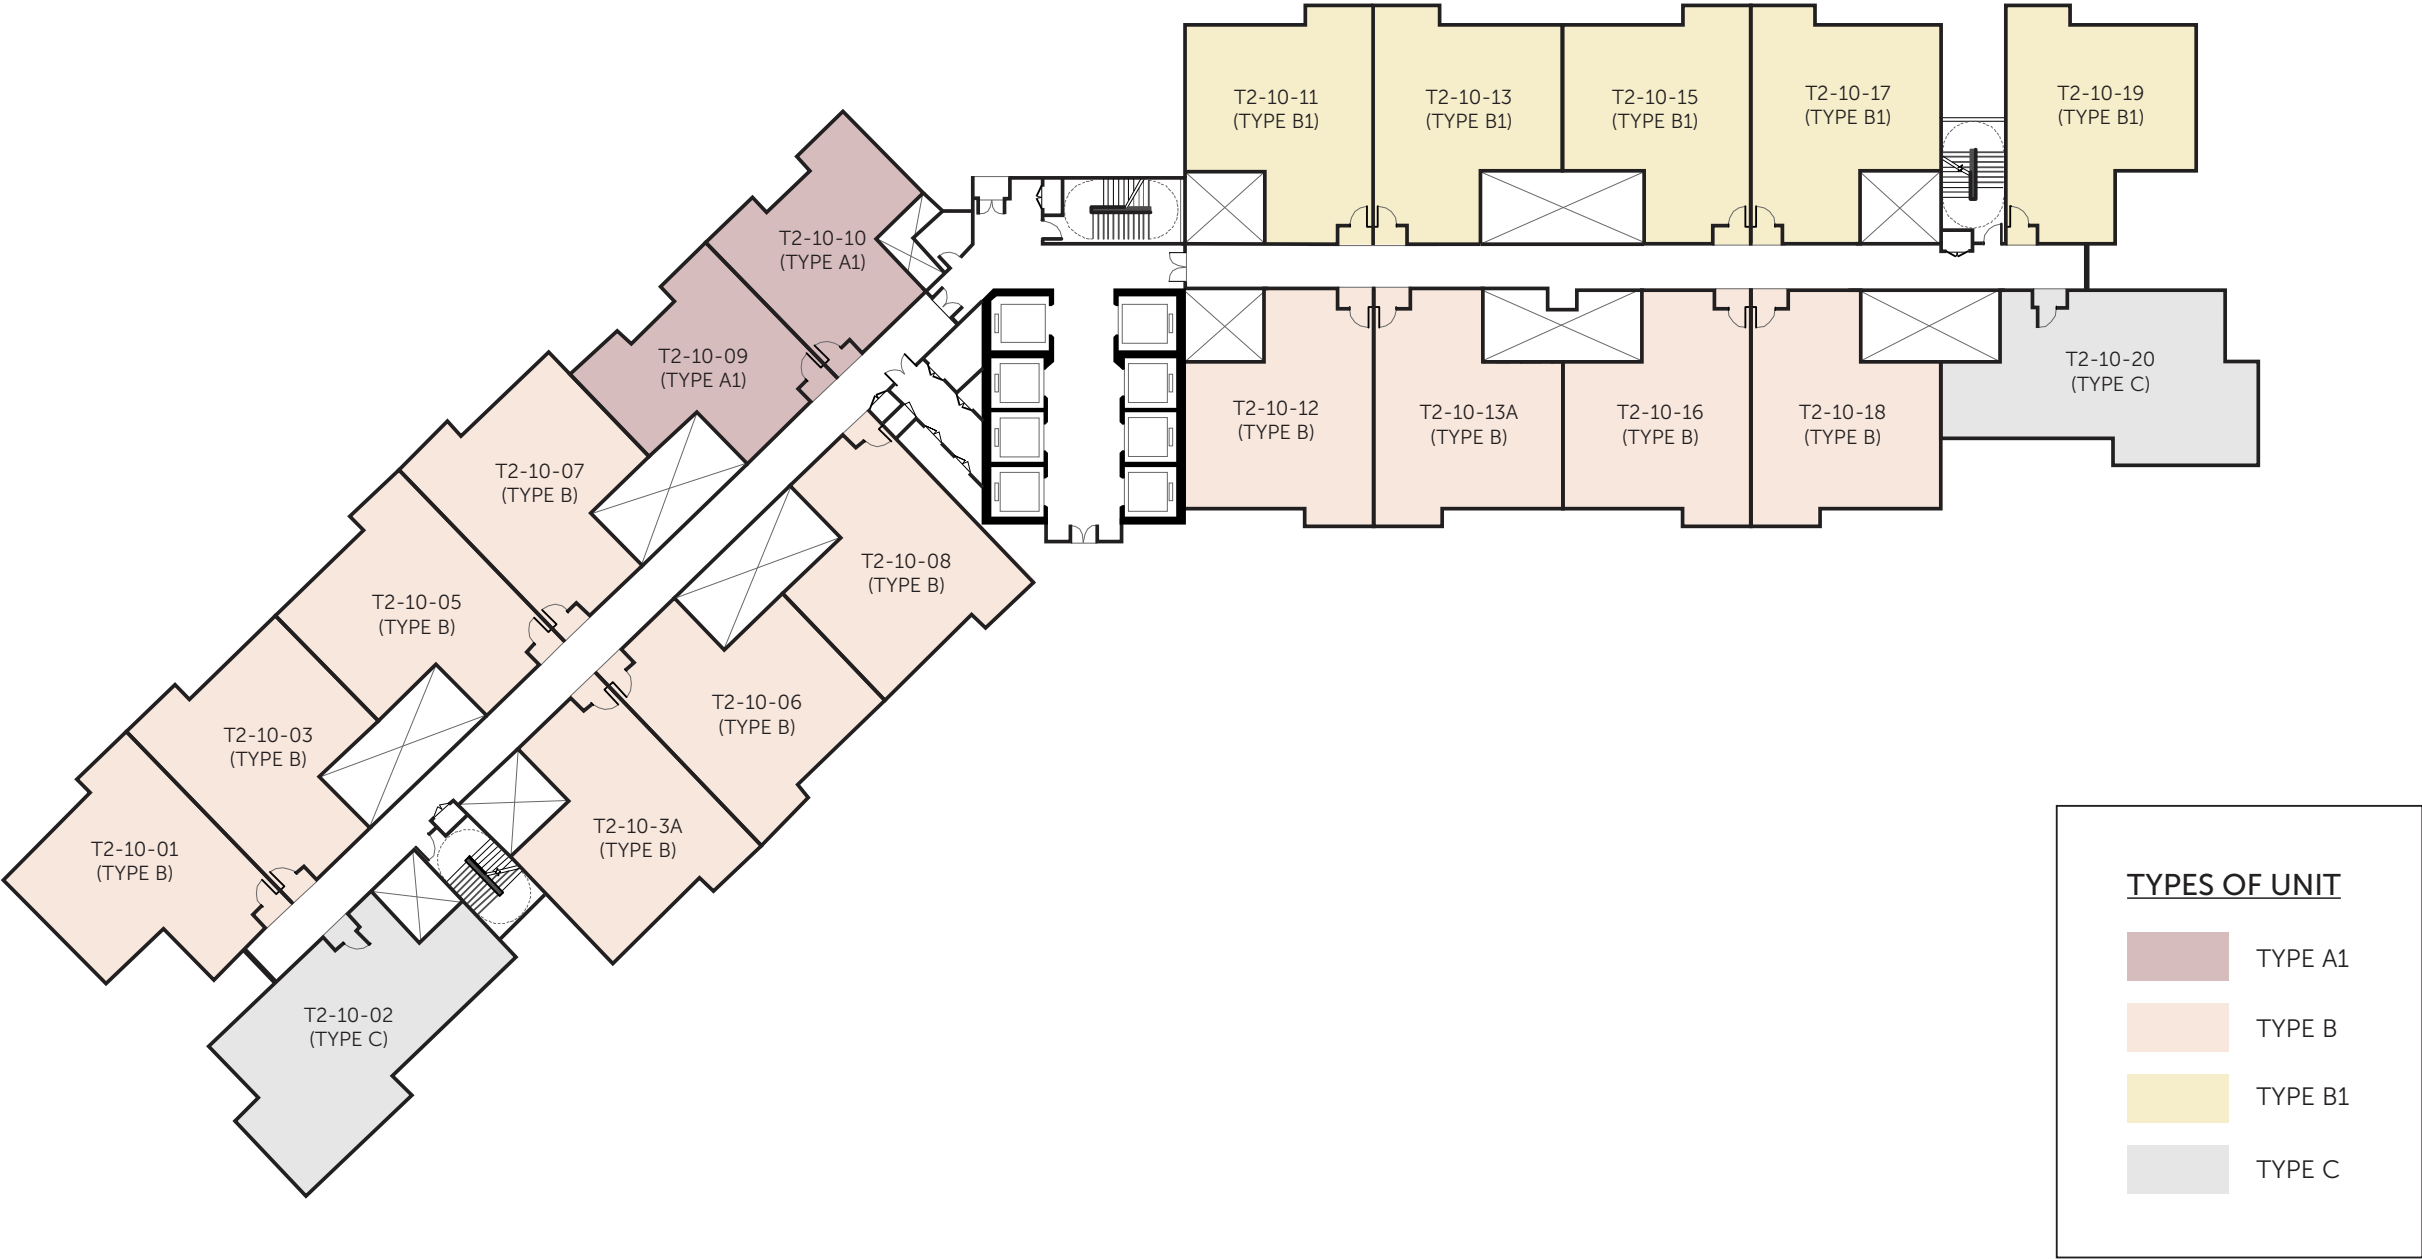 T2-10-11
(TYPE B1)
T2-10-13
(TYPE B1)
T2-10-15
(TYPE B1)
T2-10-17
(TYPE B1)
T2-10-19
(TYPE B1)
T2-10-10
(TYPE A1)
T2-10-09
(TYPE A1)
T2-10-07
(TYPE B)
T2-10-05
(TYPE B)
T2-10-03
(TYPE B)
T2-10-01
(TYPE B)
T2-10-12
(TYPE B)
T2-10-13A
(TYPE B)
T2-10-16
(TYPE B)
T2-10-18
(TYPE B)
T2-10-20
(TYPE C)
T2-10-08
(TYPE B)
T2-10-06
(TYPE B)
T2-10-3A
(TYPE B)
T2-10-02
(TYPE C)
TYPES OF UNIT
TYPE A1
TYPE B
TYPE B1
TYPE C